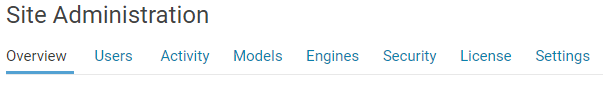 Site Administration
Overview Users Activity Models Engines Security License Settings